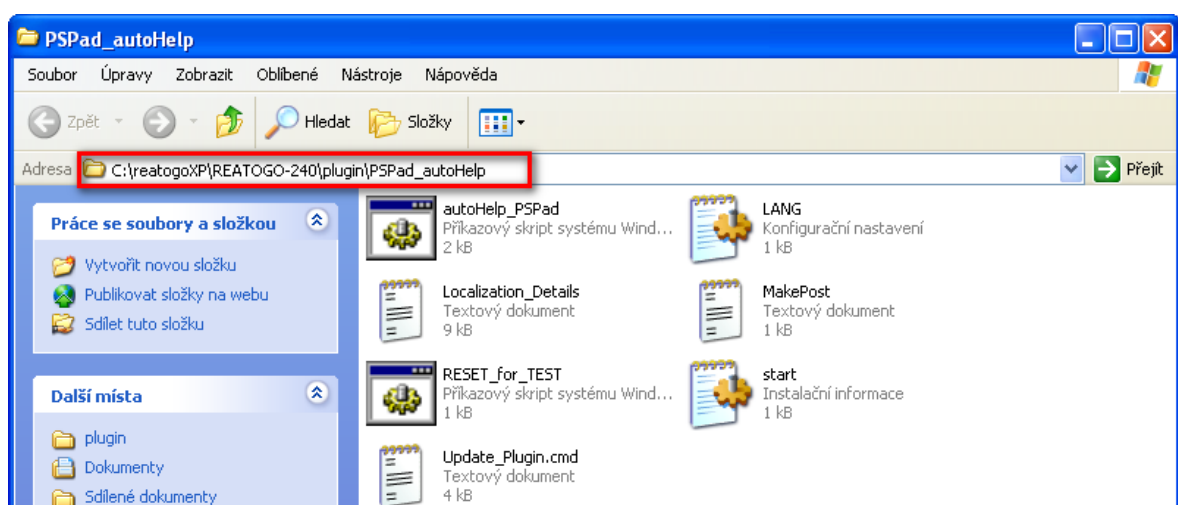 PSPad_autoHelp
Soubor Úpravy Zobrazit Oblíbené Nástroje Nápověda
Zpět Hledat Složky
Adresa C:\reatogoXP\REATOGO-240\plugin\PSPad_autoHelp Přejít
Práce se soubory a složkou
Vytvořit novou složku
Publikovat složky na webu
Sdílet tuto složku
Další místa
plugin
Dokumenty
Sdílené dokumenty
autoHelp_PSPad
Příkazový skript systému Wind...
2 kB
LANG
Konfigurační nastavení
1 kB
Localization_Details
Textový dokument
9 kB
MakePost
Textový dokument
1 kB
RESET_for_TEST
Příkazový skript systému Wind...
1 kB
start
Instalační informace
1 kB
Update_Plugin.cmd
Textový dokument
4 kB